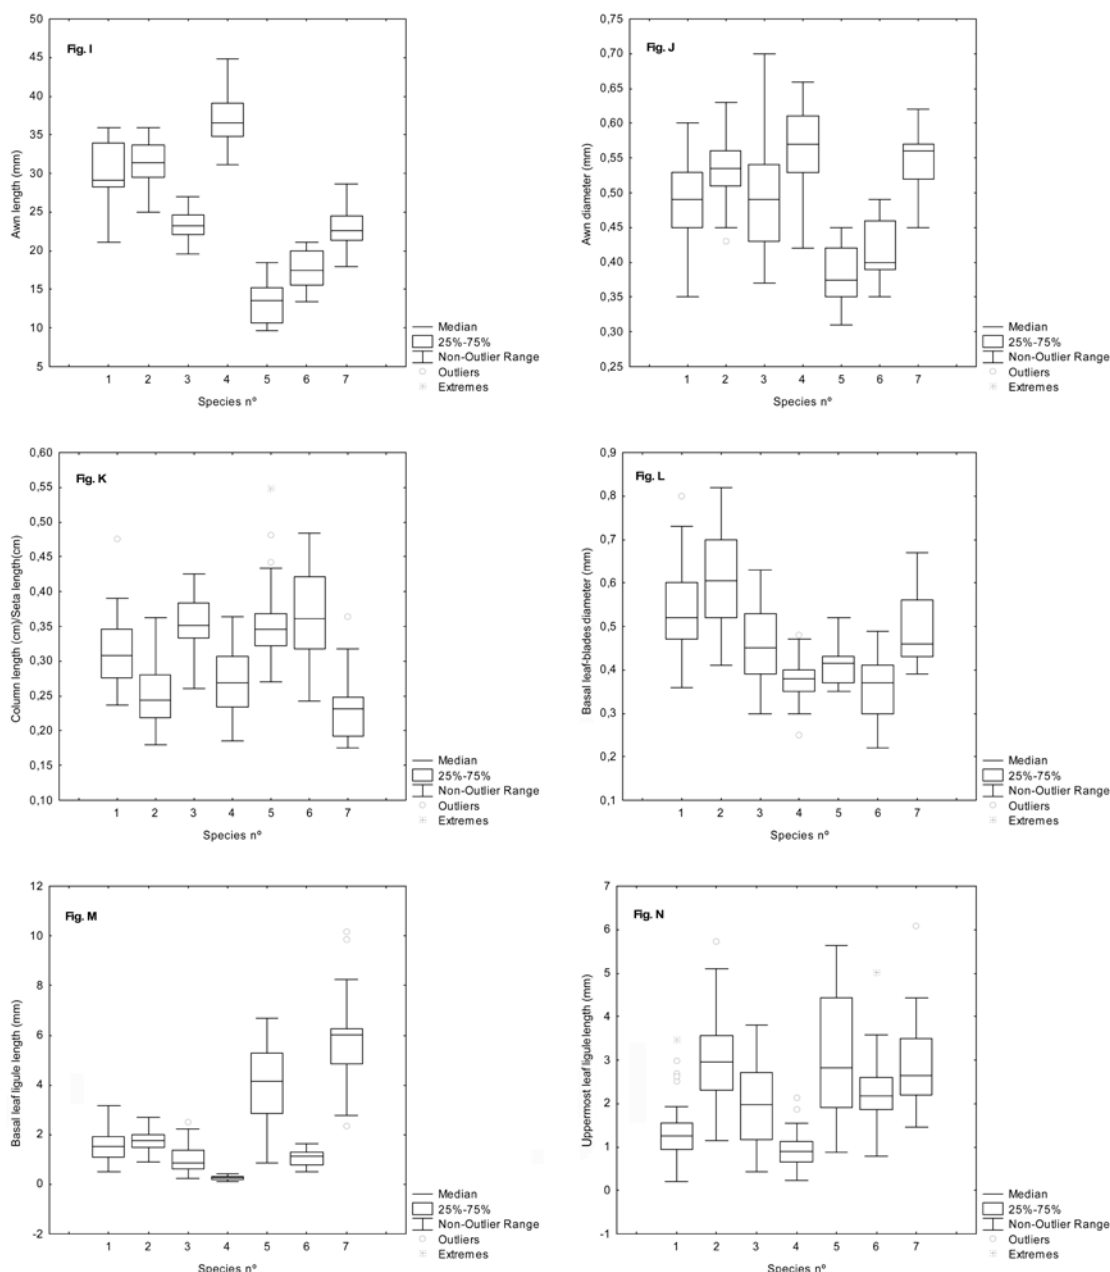 Fig. I
Awn length (mm)
50
45
40
35
30
25
20
15
10
5
1 2 3 4 5 6 7
Species nº
Median
25%-75%
Non-Outlier Range
Outliers
Extremes
Fig. J
Awn diameter (mm)
0,75
0,70
0,65
0,60
0,55
0,50
0,45
0,40
0,35
0,30
0,25
1 2 3 4 5 6 7
Species nº
Median
25%-75%
Non-Outlier Range
Outliers
Extremes
Fig. K
Column length (cm)/Seta length(cm)
0,60
0,55
0,50
0,45
0,40
0,35
0,30
0,25
0,20
0,15
0,10
1 2 3 4 5 6 7
Species nº
Median
25%-75%
Non-Outlier Range
Outliers
Extremes
Fig. L
Basal leaf-blades diameter (mm)
0,9
0,8
0,7
0,6
0,5
0,4
0,3
0,2
0,1
1 2 3 4 5 6 7
Species nº
Median
25%-75%
Non-Outlier Range
Outliers
Extremes
Fig. M
Basal leaf ligule length (mm)
12
10
8
6
4
2
0
-2
1 2 3 4 5 6 7
Species nº
Median
25%-75%
Non-Outlier Range
Outliers
Extremes
Fig. N
Uppermost leaf ligule length (mm)
7
6
5
4
3
2
1
0
-1
1 2 3 4 5 6 7
Species nº
Median
25%-75%
Non-Outlier Range
Outliers
Extremes